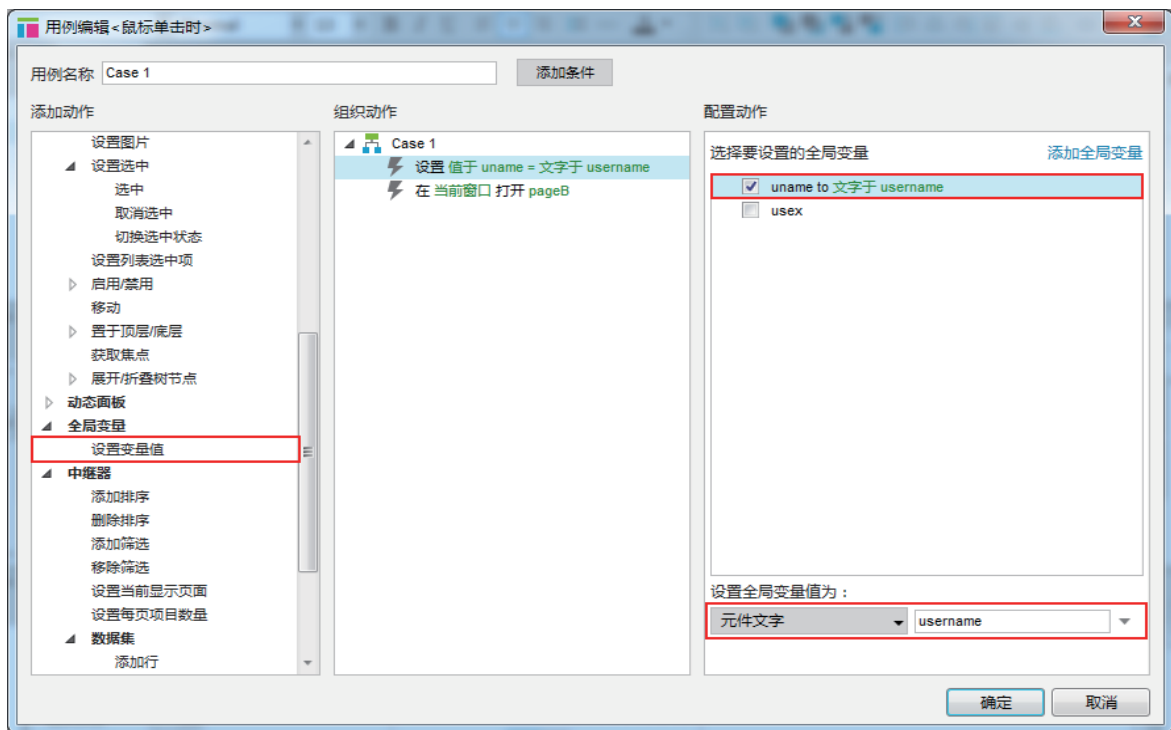 用例编辑<鼠标单击时>
用例名称 Case 1 添加条件
添加动作
设置图片
设置选中
选中
取消选中
切换选中状态
设置列表选中项
启用/禁用
移动
置于顶层/底层
获取焦点
展开/折叠树节点
动态面板
全局变量
设置变量值
中继器
添加排序
删除排序
添加筛选
移除筛选
设置当前显示页面
设置每页项目数量
数据集
添加行
组织动作
Case 1
设置 值于 uname = 文字于 username
在 当前窗口 打开 pageB
配置动作
选择要设置的全局变量 添加全局变量
uname to 文字于 username
usex
设置全局变量值为：
元件文字 username
确定 取消